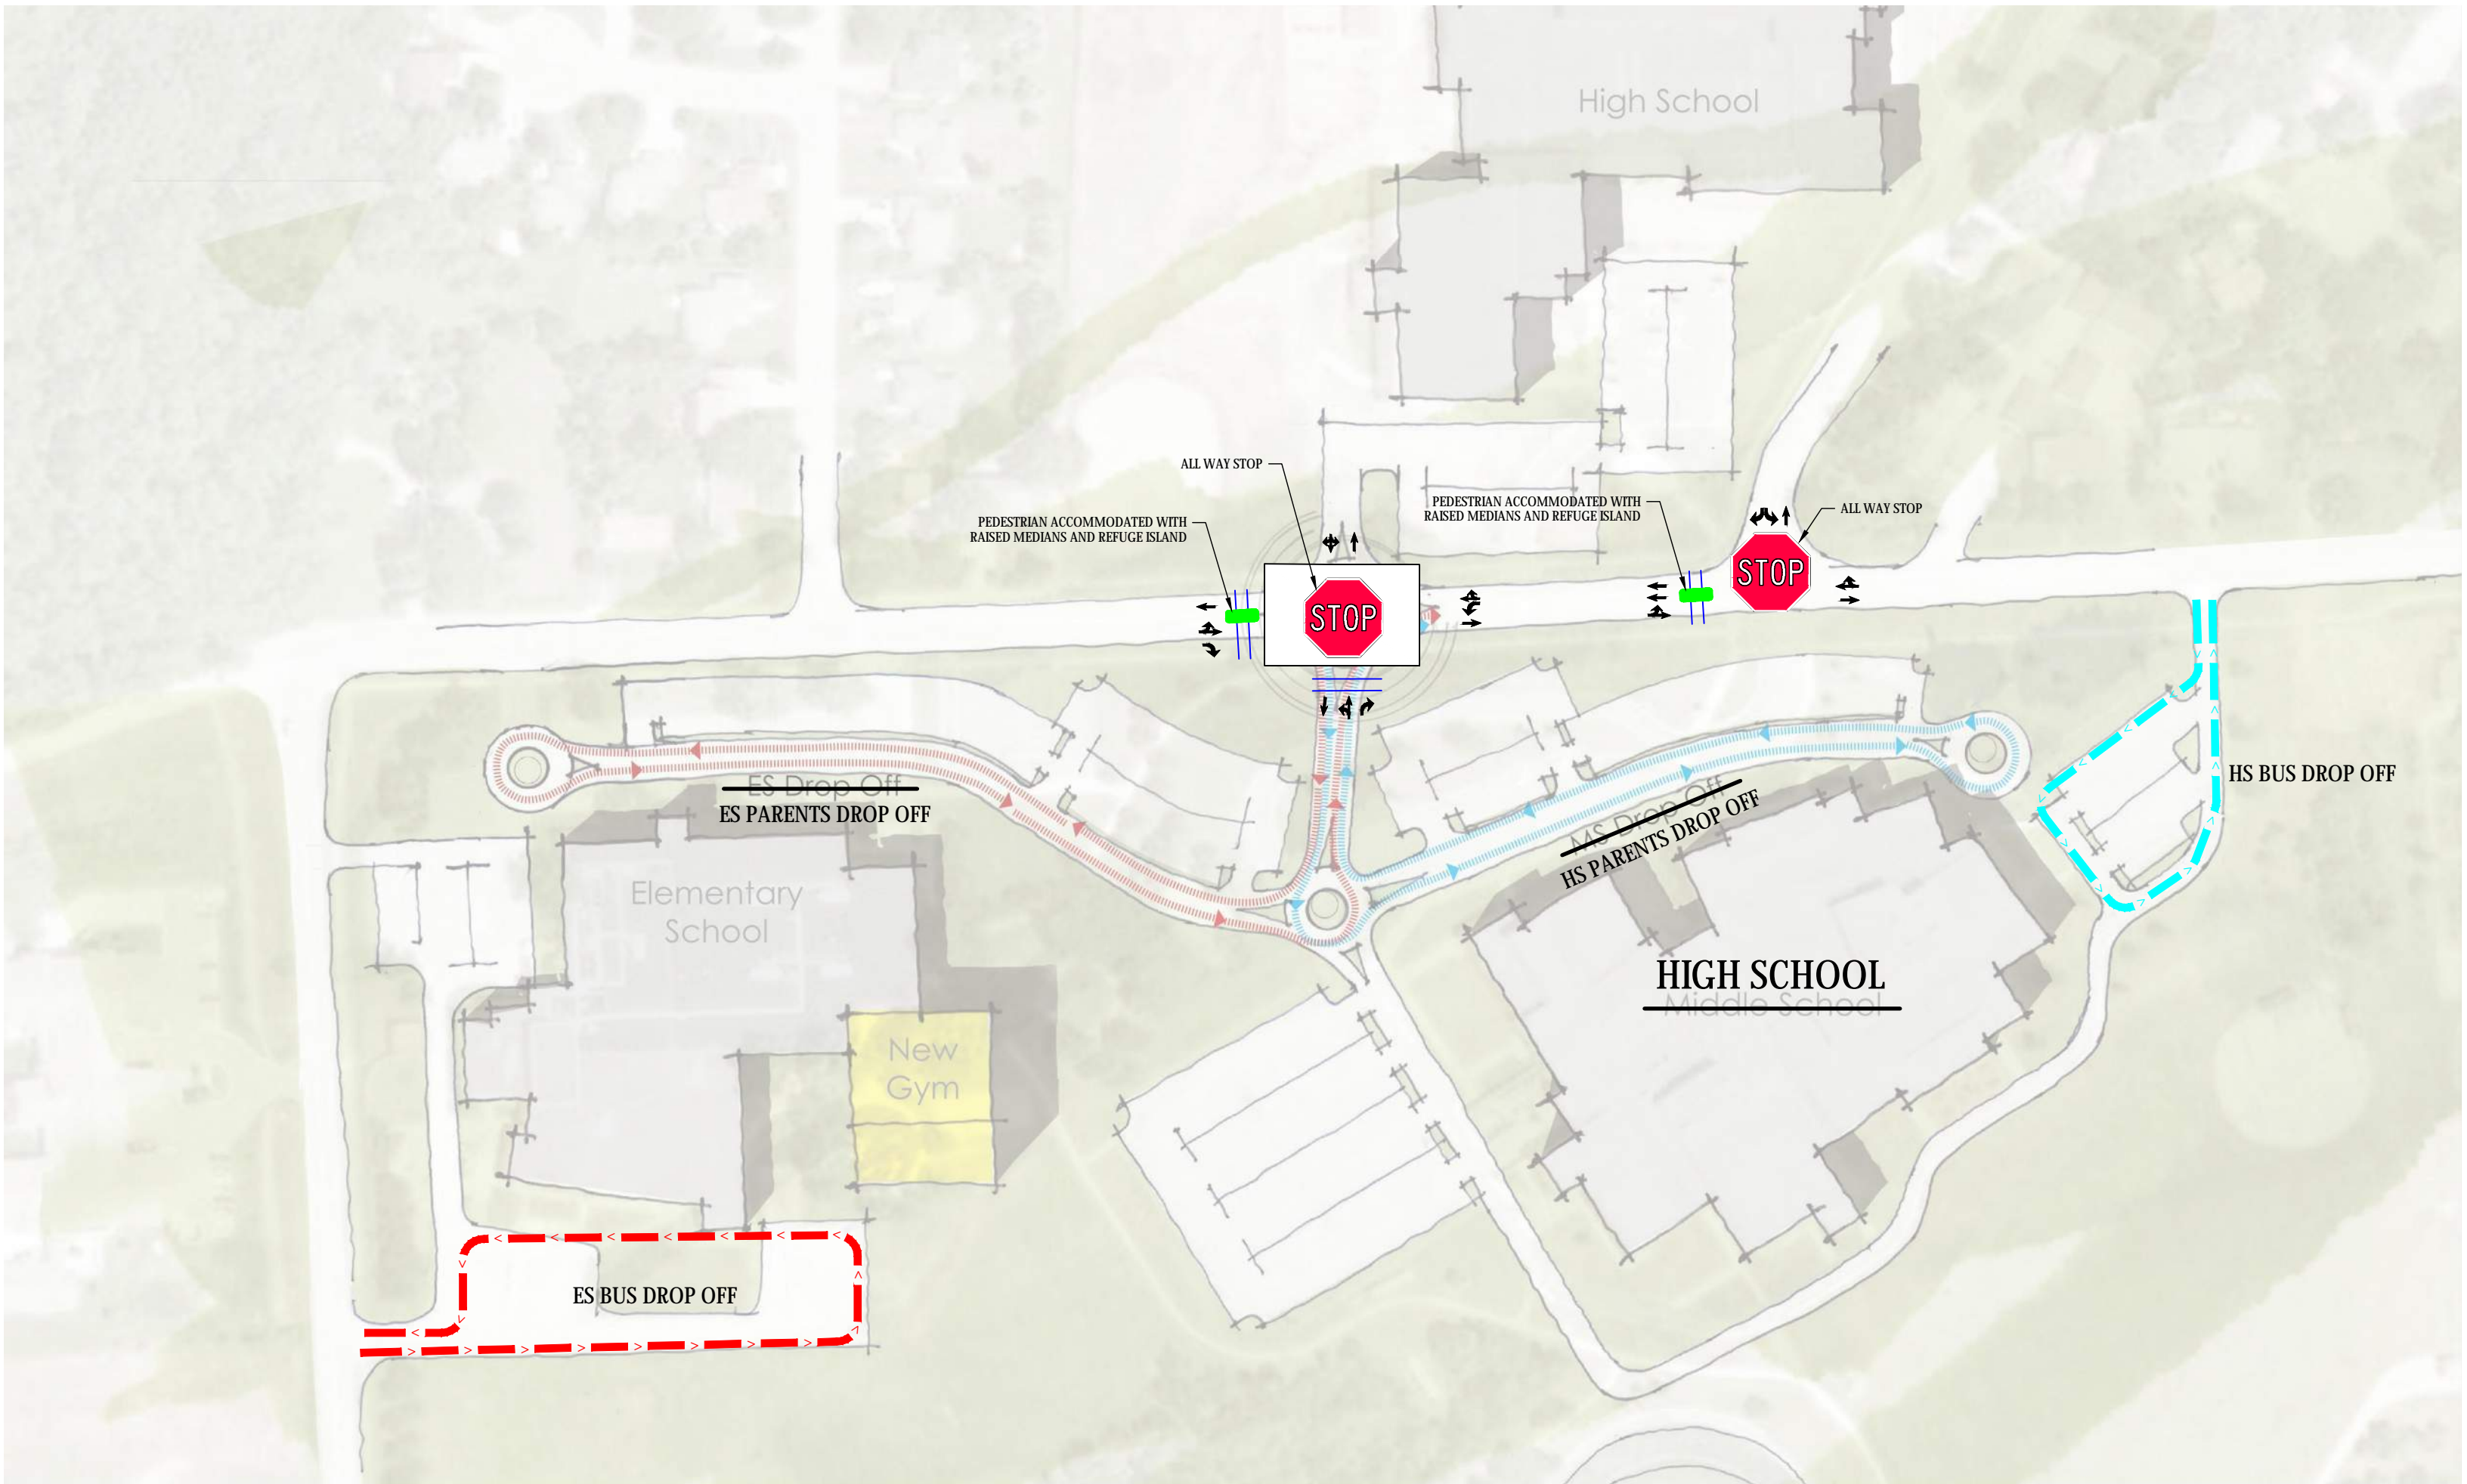 High School
ALL WAY STOP
PEDESTRIAN ACCOMMODATED WITH
RAISED MEDIANS AND REFUGE ISLAND
PEDESTRIAN ACCOMMODATED WITH
RAISED MEDIANS AND REFUGE ISLAND
ALL WAY STOP
STOP
STOP
ES Drop Off
ES PARENTS DROP OFF
MS Drop Off
HS PARENTS DROP OFF
HS BUS DROP OFF
Elementary
School
HIGH SCHOOL
Middle School
New
Gym
ES BUS DROP OFF